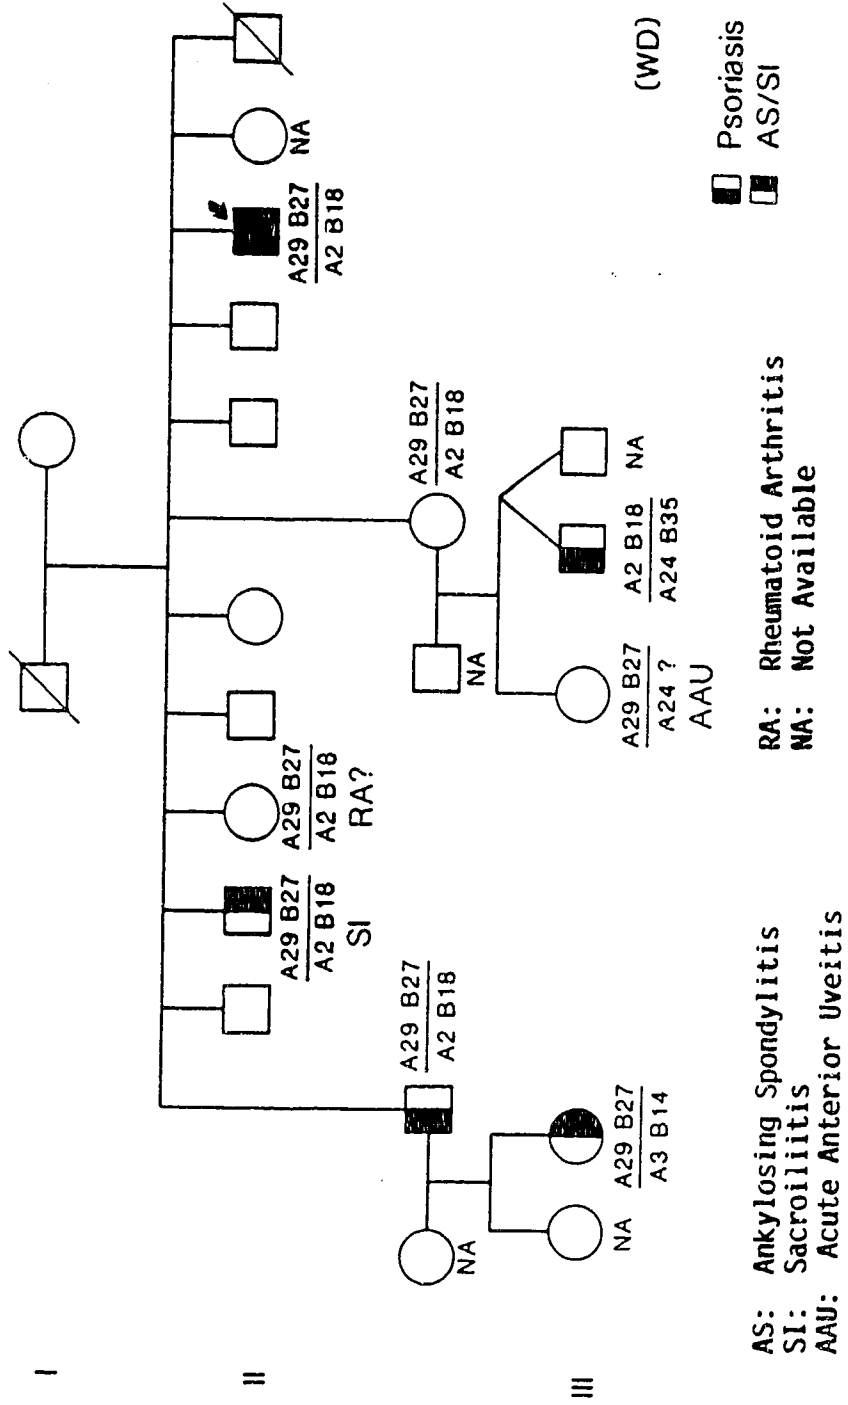 I
II
A29 B27
A2 B18
SI
A29 B27
A2 B18
RA?
A29 B27
A2 B18
NA
A29 B27
A2 B18
NA
A29 B27
A2 B18
NA
III
NA
A29 B27
A3 B14
A29 B27
A24 ?
AAU
A2 B18
A24 B35
NA
(WD)
Psoriasis
AS/SI
AS: Ankylosing Spondylitis
SI: Sacroiliitis
AAU: Acute Anterior Uveitis
RA: Rheumatoid Arthritis
NA: Not Available